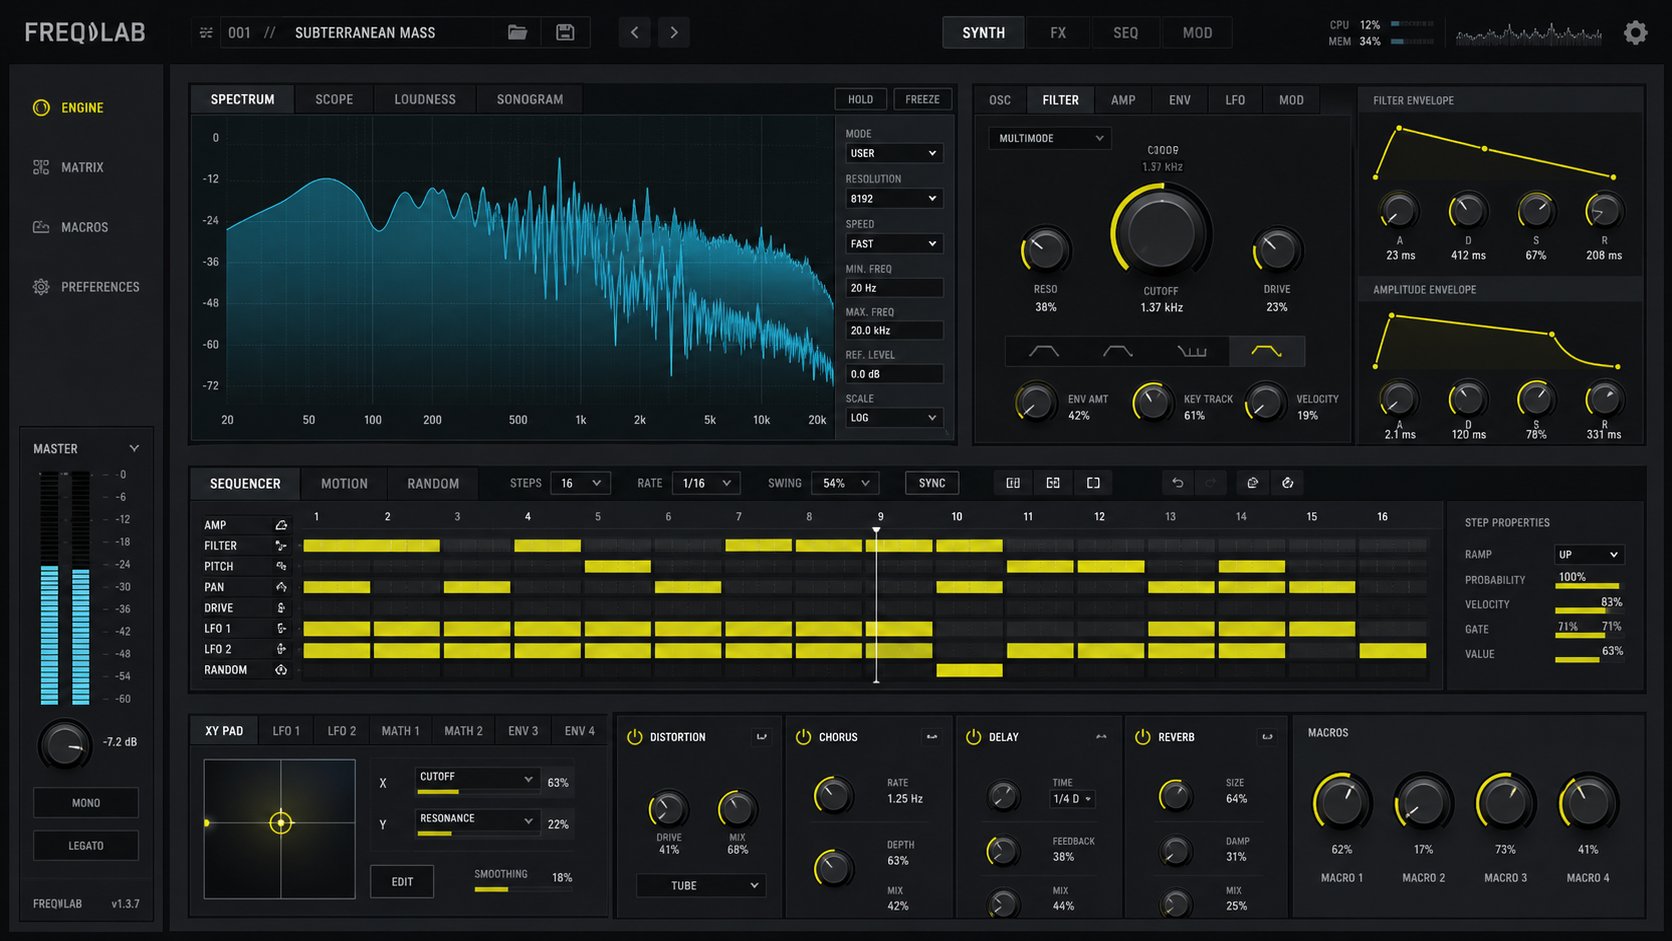 FREQ)LAB
001 // SUBTERRANEAN MASS
SYNTH FX SEQ MOD
CPU 12%
MEM 34%
ENGINE
MATRIX
MACROS
PREFERENCES
MASTER
-0
-6
-12
-18
-24
-30
-36
-42
-48
-54
-60
-7.2 dB
MONO
LEGATO
FREQ\LAB v1.3.7
SPECTRUM SCOPE LOUDNESS SONOGRAM HOLD FREEZE
0
-12
-24
-36
-48
-60
-72
20 50 100 200 500 1k 2k 5k 10k 20k
MODE
USER
RESOLUTION
8192
SPEED
FAST
MIN. FREQ
20 Hz
MAX. FREQ
20.0 kHz
REF. LEVEL
0.0 dB
SCALE
LOG
OSC FILTER AMP ENV LFO MOD
MULTIMODE
1.37 kHz
RESO
38%
CUTOFF
1.37 kHz
DRIVE
23%
ENV AMT
42%
KEY TRACK
61%
VELOCITY
19%
FILTER ENVELOPE
A D S R
23 ms 412 ms 67% 208 ms
AMPLITUDE ENVELOPE
A D S R
2.1 ms 120 ms 78% 331 ms
SEQUENCER MOTION RANDOM STEPS 16 RATE 1/16 SWING 54% SYNC
1 2 3 4 5 6 7 8 9 10 11 12 13 14 15 16
AMP
FILTER
PITCH
PAN
DRIVE
LFO 1
LFO 2
RANDOM
STEP PROPERTIES
RAMP UP
PROBABILITY 100%
VELOCITY 83%
GATE 71% 71%
VALUE 63%
XY PAD LFO 1 LFO 2 MATH 1 MATH 2 ENV 3 ENV 4
X CUTOFF 63%
Y RESONANCE 22%
EDIT SMOOTHING 18%
DISTORTION
DRIVE MIX
41% 68%
TUBE
CHORUS
RATE
1.25 Hz
DEPTH
63%
MIX
42%
DELAY
TIME
1/4 D
FEEDBACK
38%
MIX
44%
REVERB
SIZE
64%
DAMP
31%
MIX
25%
MACROS
62% 17% 73% 41%
MACRO 1 MACRO 2 MACRO 3 MACRO 4